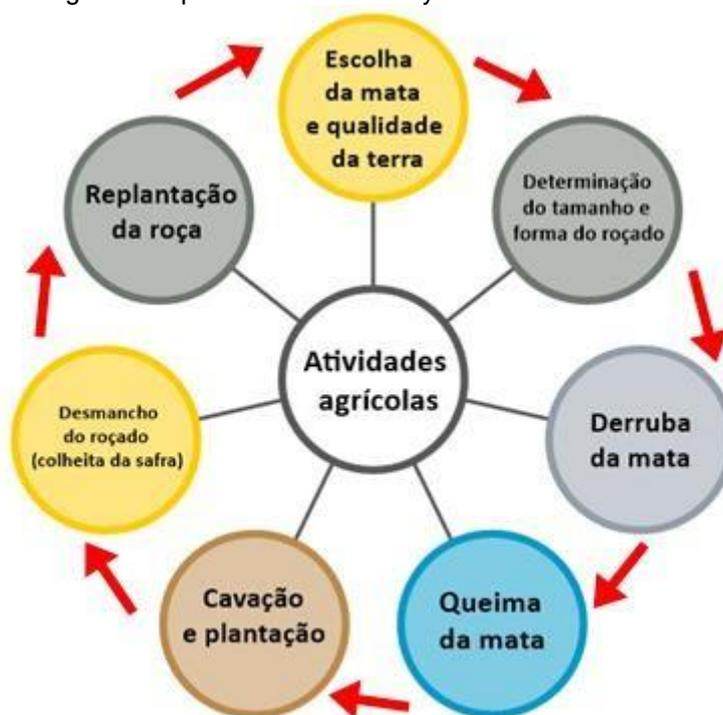 Escolha
da mata
e qualidade
da terra
Determinação
do tamanho e
forma do roçado
Derruba
da mata
Queima
da mata
Cavação
e plantação
Desmancho
do roçado
(colheita da safra)
Replantação
da roça
Atividades
agrícolas